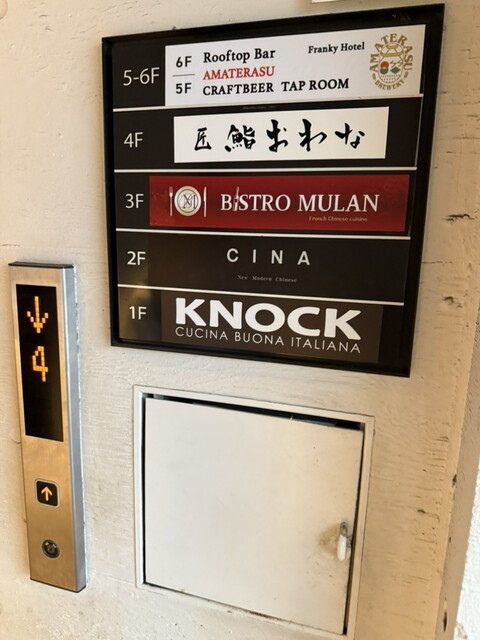 5-6F
6F Rooftop Bar Franky Hotel
AMATERASU
5F CRAFTBEER TAP ROOM
AMATERASU
BREWERY
4F
匠 鮨 おわな
3F
BISTRO MULAN
French Chinese cuisine
2F
CINA
Neo Modern Chinese
1F
KNOCK
CUCINA BUONA ITALIANA
4